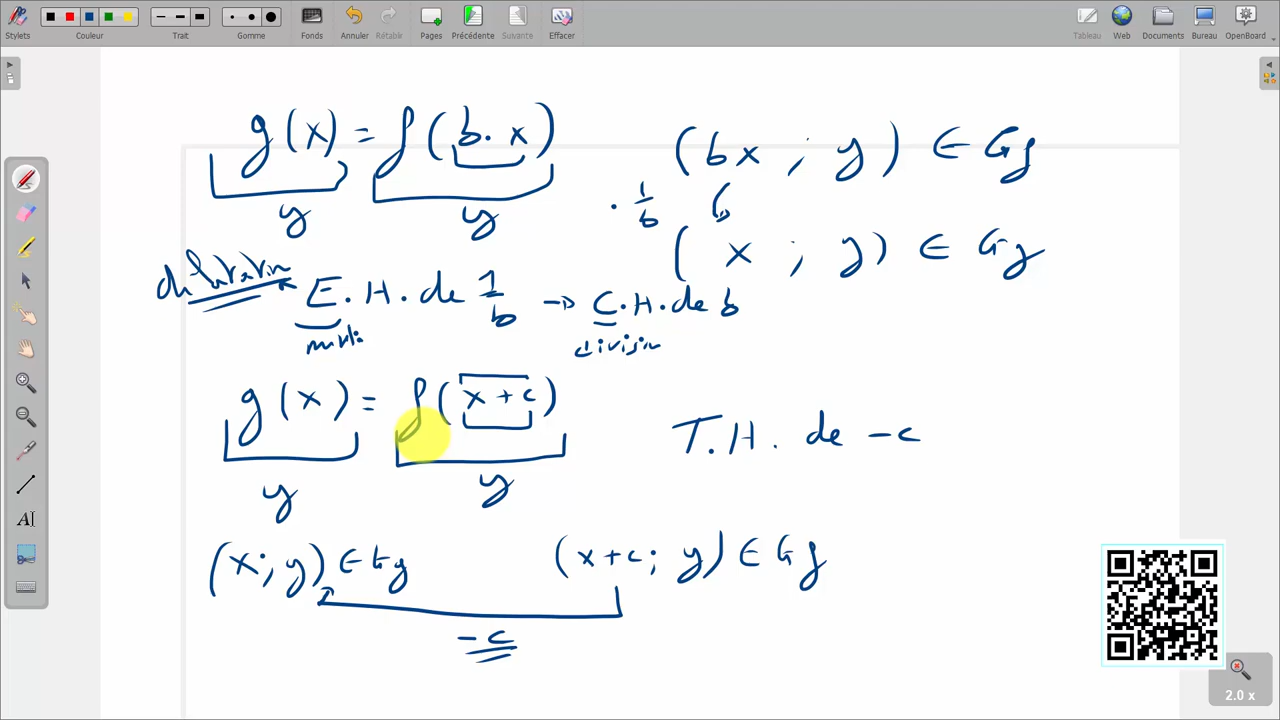 Stylets Couleur Trait Gomme Fonds Annuler Rétablir Pages Précédente Suivante Effacer Tableau Web Documents Bureau OpenBoard
g(x) = f(b·x)
y y
(bx ; y) ∈ Gf
· 1/b
(x ; y) ∈ Gg
dilatation
E.H. de 1/b → C.H. de b
multi division
g(x) = f(x+c)
y y
T.H. de -c
(x;y) ∈ Gg (x+c; y) ∈ Gf
-c
2.0 x